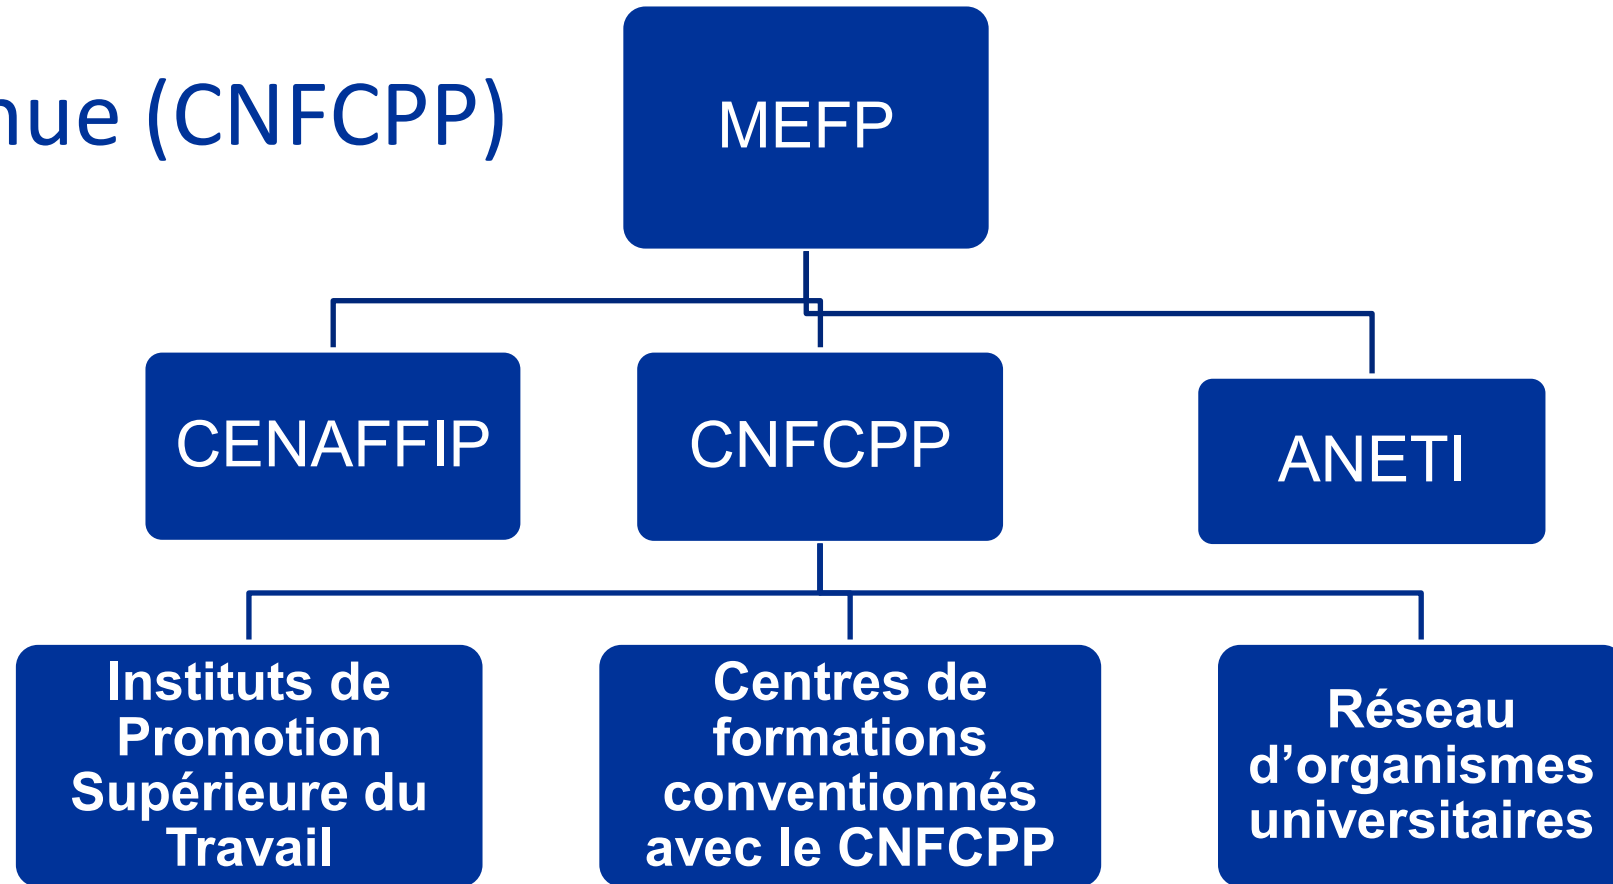 nue (CNFCPP)
MEFP
CENAFFIP
CNFCPP
ANETI
Instituts de
Promotion
Supérieure du
Travail
Centres de
formations
conventionnés
avec le CNFCPP
Réseau
d’organismes
universitaires